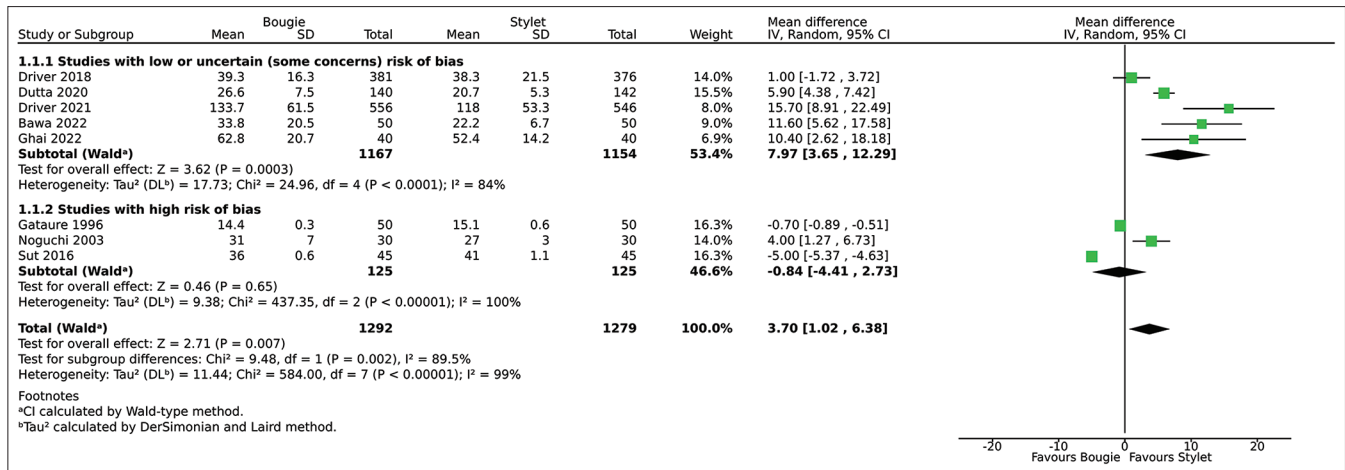 Bougie Stylet Mean difference Mean difference
Study or Subgroup Mean SD Total Mean SD Total Weight IV, Random, 95% CI IV, Random, 95% CI
1.1.1 Studies with low or uncertain (some concerns) risk of bias
Driver 2018 39.3 16.3 381 38.3 21.5 376 14.0% 1.00 [-1.72 , 3.72]
Dutta 2020 26.6 7.5 140 20.7 5.3 142 15.5% 5.90 [4.38 , 7.42]
Driver 2021 133.7 61.5 556 118 53.3 546 8.0% 15.70 [8.91 , 22.49]
Bawa 2022 33.8 20.5 50 22.2 6.7 50 9.0% 11.60 [5.62 , 17.58]
Ghai 2022 62.8 20.7 40 52.4 14.2 40 6.9% 10.40 [2.62 , 18.18]
Subtotal (Waldᵃ) 1167 1154 53.4% 7.97 [3.65 , 12.29]
Test for overall effect: Z = 3.62 (P = 0.0003)
Heterogeneity: Tau² (DLᵇ) = 17.73; Chi² = 24.96, df = 4 (P < 0.0001); I² = 84%
1.1.2 Studies with high risk of bias
Gataure 1996 14.4 0.3 50 15.1 0.6 50 16.3% -0.70 [-0.89 , -0.51]
Noguchi 2003 31 7 30 27 3 30 14.0% 4.00 [1.27 , 6.73]
Sut 2016 36 0.6 45 41 1.1 45 16.3% -5.00 [-5.37 , -4.63]
Subtotal (Waldᵃ) 125 125 46.6% -0.84 [-4.41 , 2.73]
Test for overall effect: Z = 0.46 (P = 0.65)
Heterogeneity: Tau² (DLᵇ) = 9.38; Chi² = 437.35, df = 2 (P < 0.00001); I² = 100%
Total (Waldᵃ) 1292 1279 100.0% 3.70 [1.02 , 6.38]
Test for overall effect: Z = 2.71 (P = 0.007)
Test for subgroup differences: Chi² = 9.48, df = 1 (P = 0.002), I² = 89.5%
Heterogeneity: Tau² (DLᵇ) = 11.44; Chi² = 584.00, df = 7 (P < 0.00001); I² = 99%
Footnotes
ᵃCI calculated by Wald-type method.
ᵇTau² calculated by DerSimonian and Laird method.
-20 -10 0 10 20
Favours Bougie Favours Stylet